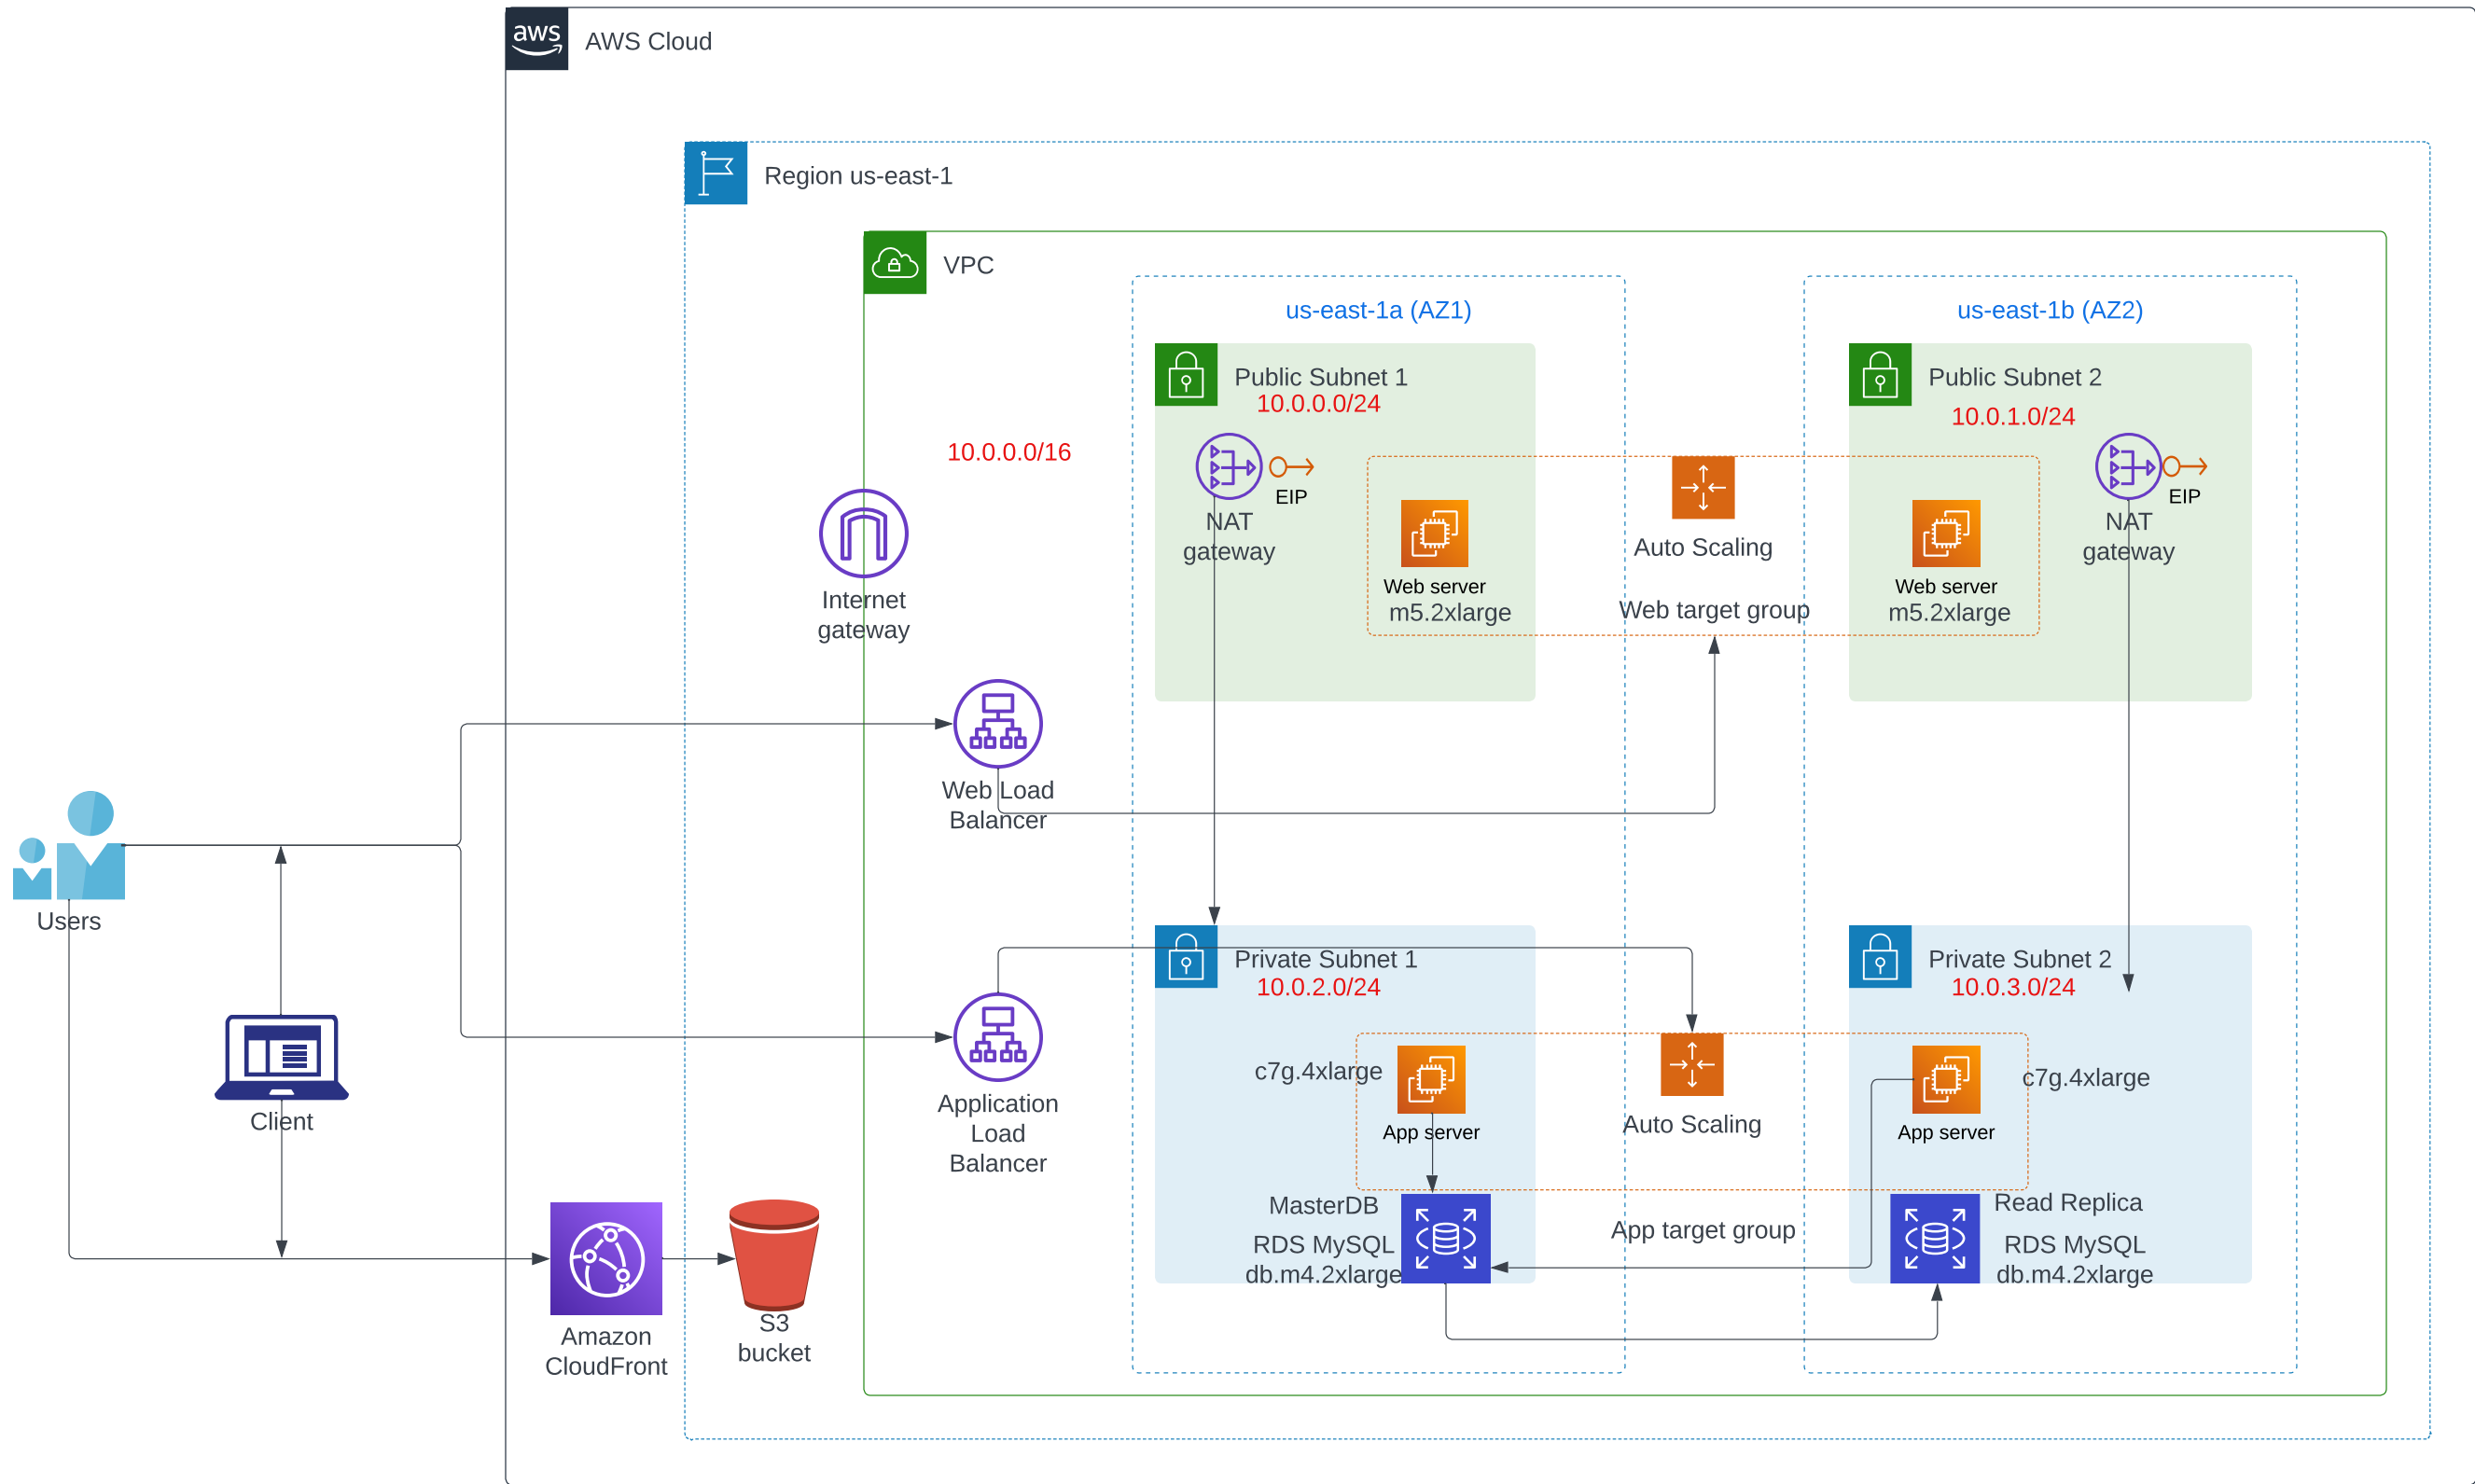 aws
AWS Cloud
Region us-east-1
VPC
10.0.0.0/16
Internet
gateway
us-east-1a (AZ1)
Public Subnet 1
10.0.0.0/24
NAT
gateway
EIP
Web server
m5.2xlarge
Auto Scaling
Web target group
us-east-1b (AZ2)
Public Subnet 2
10.0.1.0/24
Web server
m5.2xlarge
NAT
gateway
EIP
Web Load
Balancer
Users
Client
Application
Load
Balancer
Private Subnet 1
10.0.2.0/24
c7g.4xlarge
App server
Auto Scaling
App target group
MasterDB
RDS MySQL
db.m4.2xlarge
Private Subnet 2
10.0.3.0/24
App server
c7g.4xlarge
Read Replica
RDS MySQL
db.m4.2xlarge
Amazon
CloudFront
S3
bucket